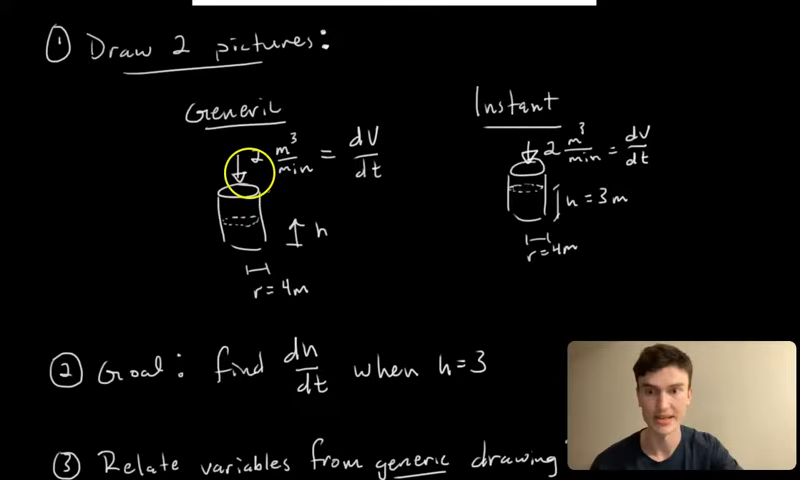 ① Draw 2 pictures:
Generic
2 m³/min = dV/dt
h
r = 4m
Instant
2 m³/min = dV/dt
h = 3m
r = 4m
② Goal: find dh/dt when h=3
③ Relate variables from generic drawing